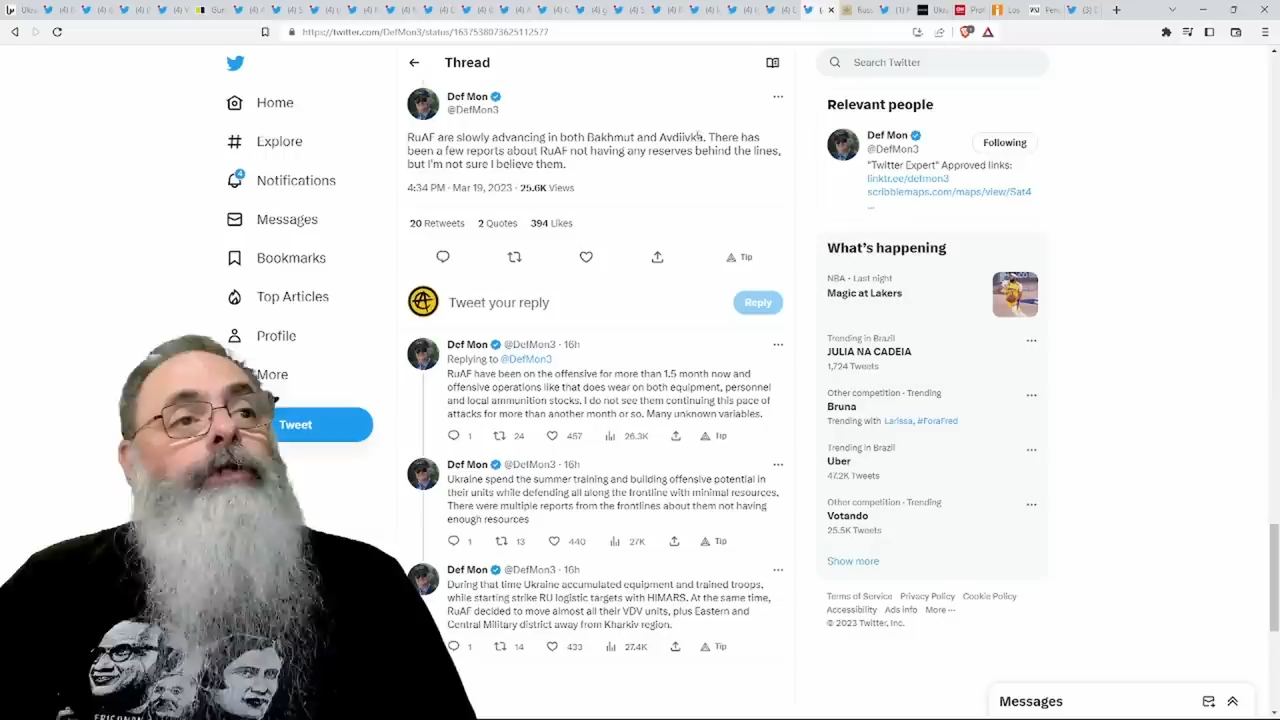 https://twitter.com/DefMon3/status/1637538073625112577
Home
Explore
4
Notifications
Messages
Bookmarks
Top Articles
Profile
More
Tweet
Thread
Def Mon
@DefMon3
RuAF are slowly advancing in both Bakhmut and Avdiivka. There has
been a few reports about RuAF not having any reserves behind the lines,
but I'm not sure I believe them.
4:34 PM · Mar 19, 2023 · 25.6K Views
20 Retweets 2 Quotes 394 Likes
Tip
Tweet your reply
Reply
Def Mon @DefMon3 · 16h
Replying to @DefMon3
RuAF have been on the offensive for more than 1.5 month now and
offensive operations like that does wear on both equipment, personnel
and local ammunition stocks. I do not see them continuing this pace of
attacks for more than another month or so. Many unknown variables.
1 24 457 26.3K Tip
Def Mon @DefMon3 · 16h
Ukraine spend the summer training and building offensive potential in
their units while defending all along the frontline with minimal resources.
There were multiple reports from the frontlines about them not having
enough resources
1 13 440 27K Tip
Def Mon @DefMon3 · 16h
During that time Ukraine accumulated equipment and trained troops,
while starting strike RU logistic targets with HIMARS. At the same time,
RuAF decided to move almost all their VDV units, plus Eastern and
Central Military district away from Kharkiv region.
1 14 433 27.4K Tip
Search Twitter
Relevant people
Def Mon
@DefMon3
Following
"Twitter Expert" Approved links:
linktr.ee/defmon3
scribblemaps.com/maps/view/Sat4
...
What's happening
NBA · Last night
Magic at Lakers
Trending in Brazil
JULIA NA CADEIA
1,724 Tweets
Other competition · Trending
Bruna
Trending with Larissa, #ForaFred
Trending in Brazil
Uber
47.2K Tweets
Other competition · Trending
Votando
25.5K Tweets
Show more
Terms of Service Privacy Policy Cookie Policy
Accessibility Ads info More ···
© 2023 Twitter, Inc.
Messages